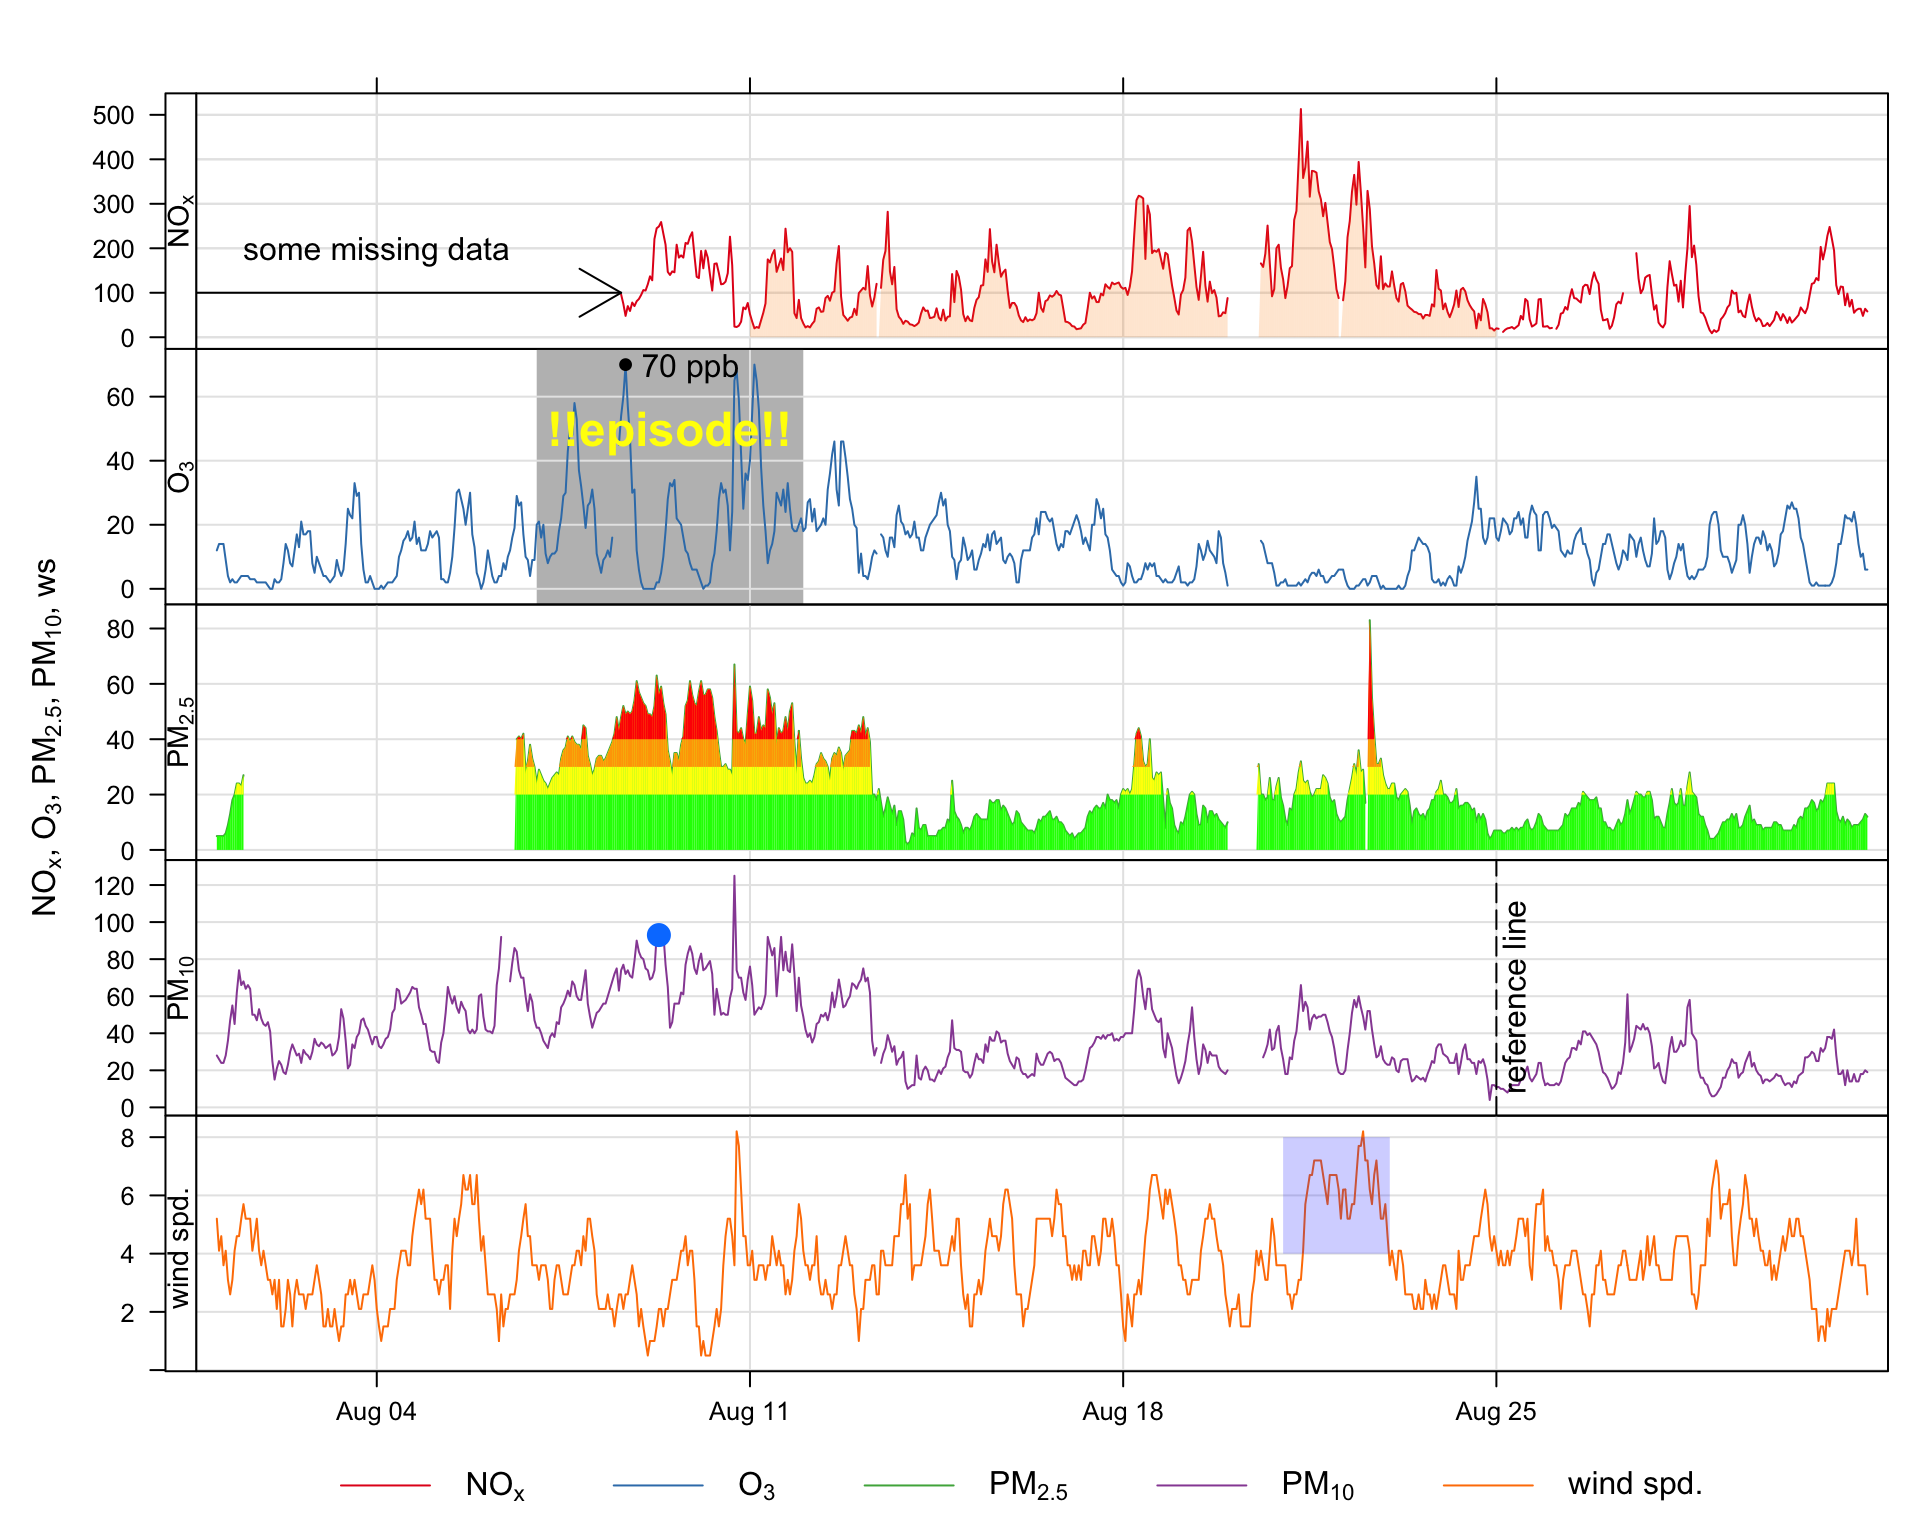 NOx, O3, PM2.5, PM10, ws
NOx
500
400
300
200
100
0
some missing data
O3
60
40
20
0
70 ppb
!!episode!!
PM2.5
80
60
40
20
0
PM10
120
100
80
60
40
20
0
reference line
wind spd.
8
6
4
2
Aug 04 Aug 11 Aug 18 Aug 25
NOx O3 PM2.5 PM10 wind spd.